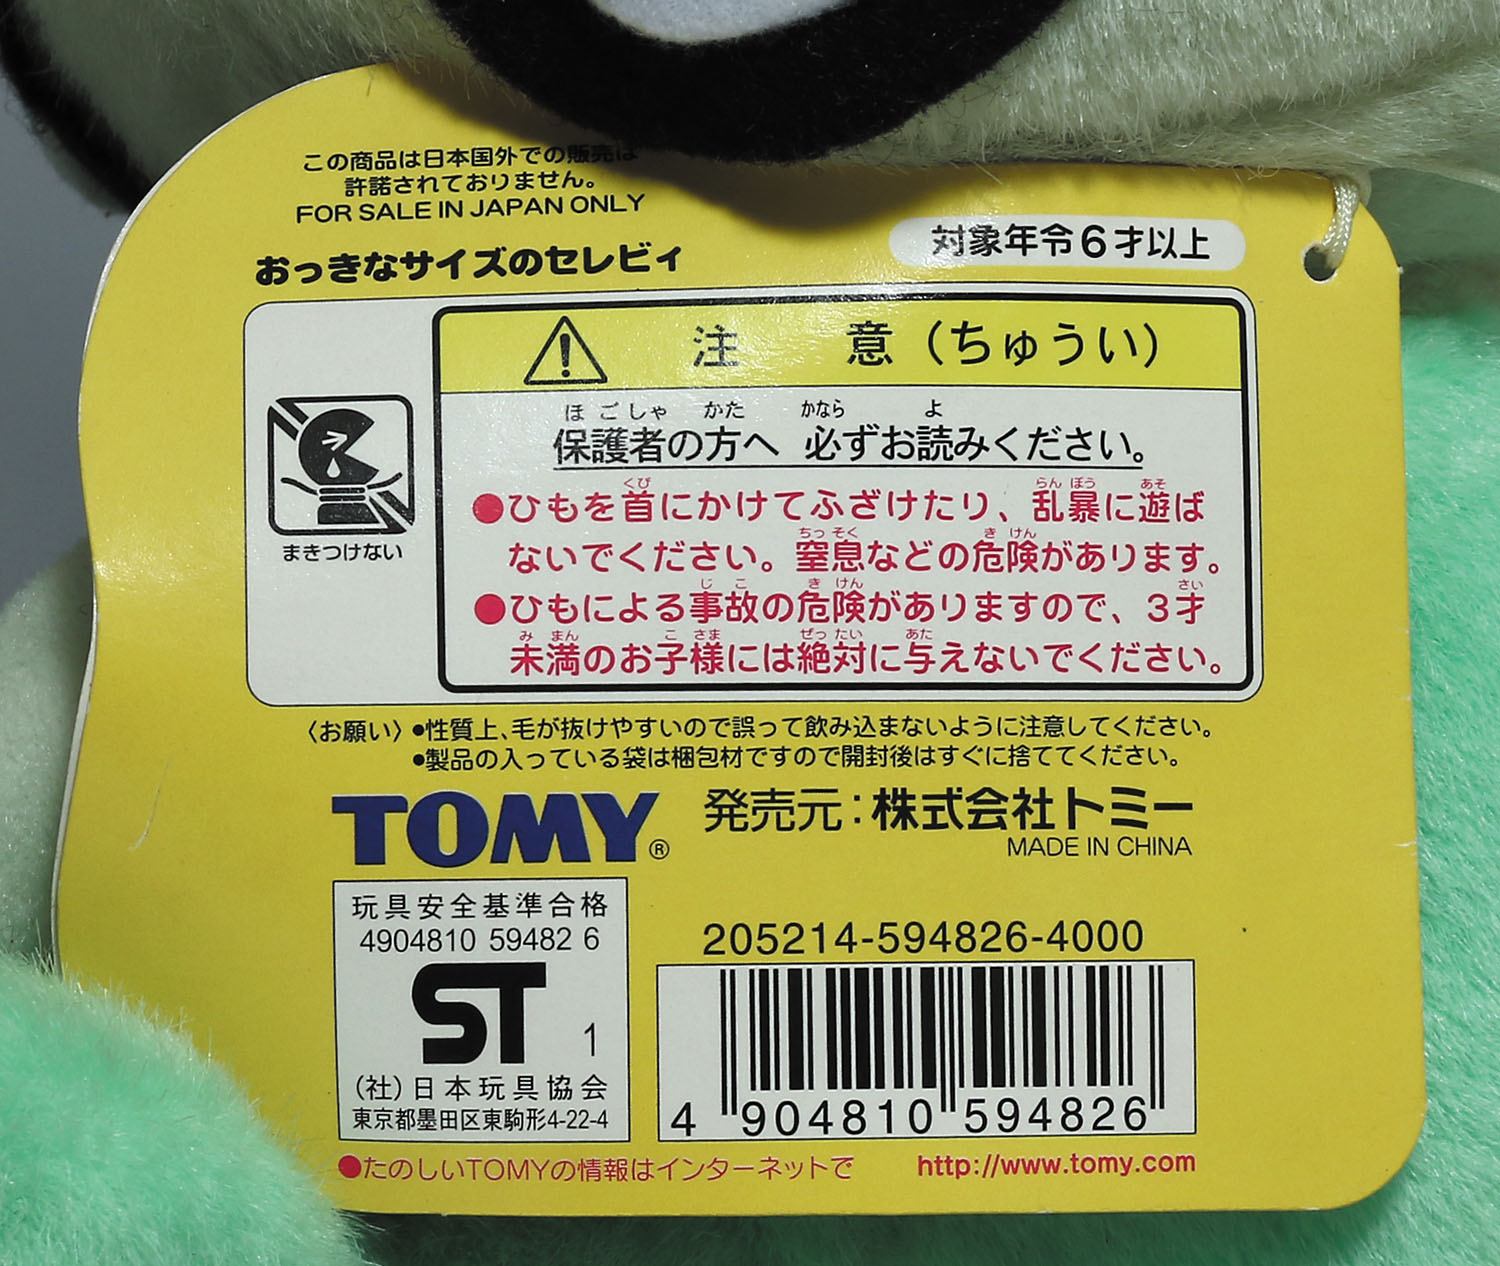 この商品は日本国外での販売は
許諾されておりません。
FOR SALE IN JAPAN ONLY
おっきなサイズのセレビィ
対象年令6才以上
注 意（ちゅうい）
ほごしゃ かた かなら よ
保護者の方へ 必ずお読みください。
くび らんぼう あそ
●ひもを首にかけてふざけたり、乱暴に遊ば
ちっそく きけん
ないでください。窒息などの危険があります。
じこ きけん さい
●ひもによる事故の危険がありますので、3才
みまん こさま ぜったい あた
未満のお子様には絶対に与えないでください。
まきつけない
〈お願い〉●性質上、毛が抜けやすいので誤って飲み込まないように注意してください。
●製品の入っている袋は梱包材ですので開封後はすぐに捨ててください。
TOMY® 発売元：株式会社トミー
MADE IN CHINA
玩具安全基準合格
4904810 59482 6
ST 1
（社）日本玩具協会
東京都墨田区東駒形4-22-4
205214-594826-4000
4 904810 594826
●たのしいTOMYの情報はインターネットで http://www.tomy.com